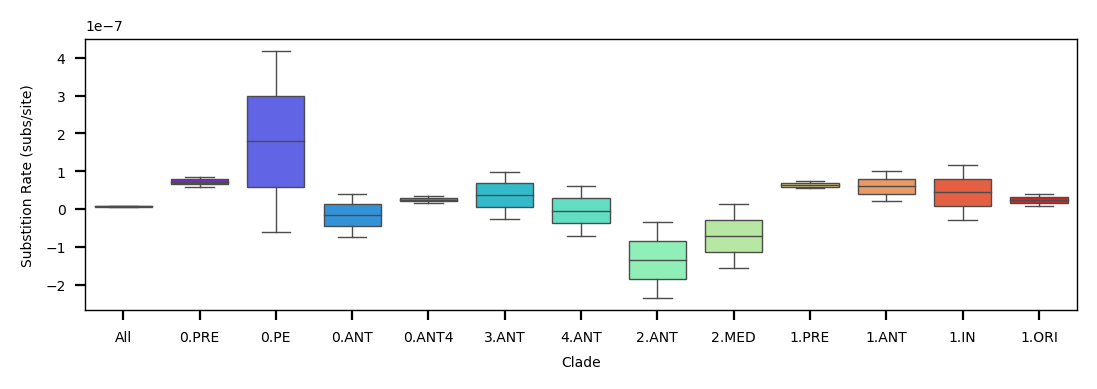 1e−7
Substition Rate (subs/site)
4
3
2
1
0
−1
−2
All 0.PRE 0.PE 0.ANT 0.ANT4 3.ANT 4.ANT 2.ANT 2.MED 1.PRE 1.ANT 1.IN 1.ORI
Clade